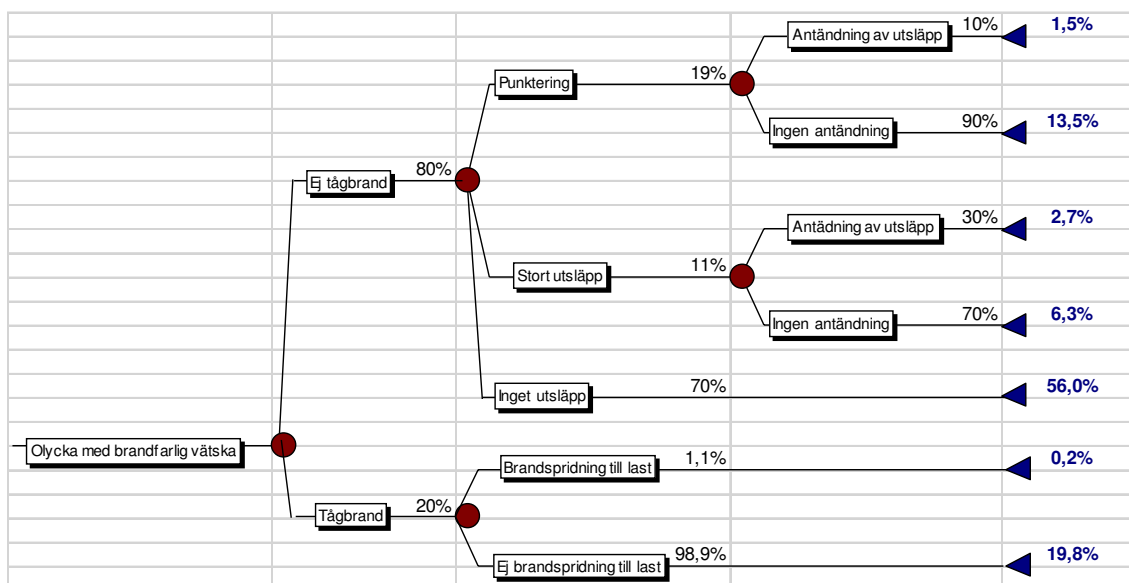 Antändning av utsläpp 10% 1,5%
Punktering 19%
Ingen antändning 90% 13,5%
Ej tågbrand 80%
Antädning av utsläpp 30% 2,7%
Stort utsläpp 11%
Ingen antändning 70% 6,3%
Inget utsläpp 70% 56,0%
Olycka med brandfarlig vätska
Brandspridning till last 1,1% 0,2%
Tågbrand 20%
Ej brandspridning till last 98,9% 19,8%